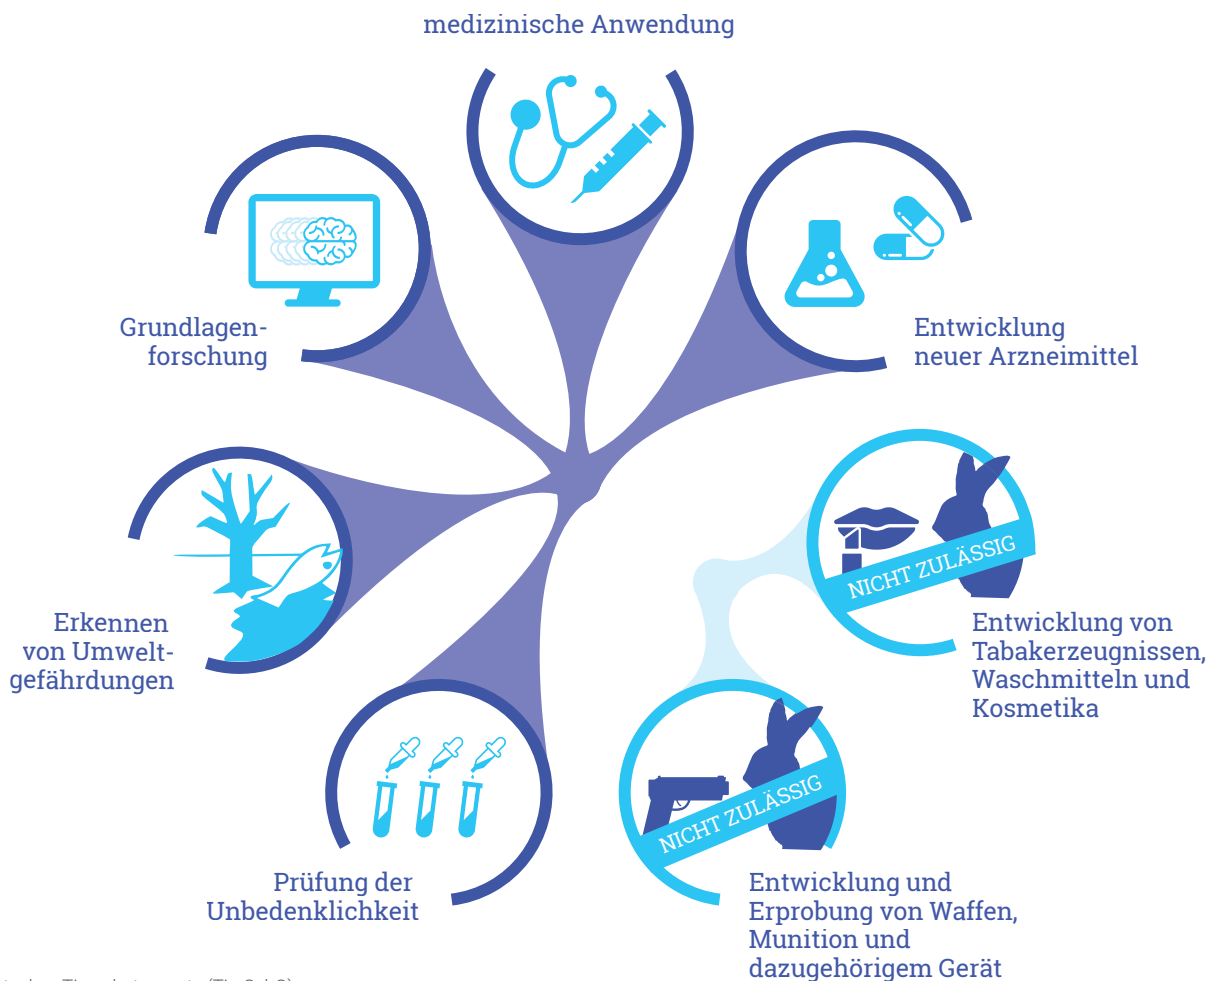 medizinische Anwendung
Grundlagen-
forschung
Entwicklung
neuer Arzneimittel
Erkennen
von Umwelt-
gefährdungen
NICHT ZULÄSSIG
Entwicklung von
Tabakerzeugnissen,
Waschmitteln und
Kosmetika
Prüfung der
Unbedenklichkeit
NICHT ZULÄSSIG
Entwicklung und
Erprobung von Waffen,
Munition und
dazugehörigem Gerät